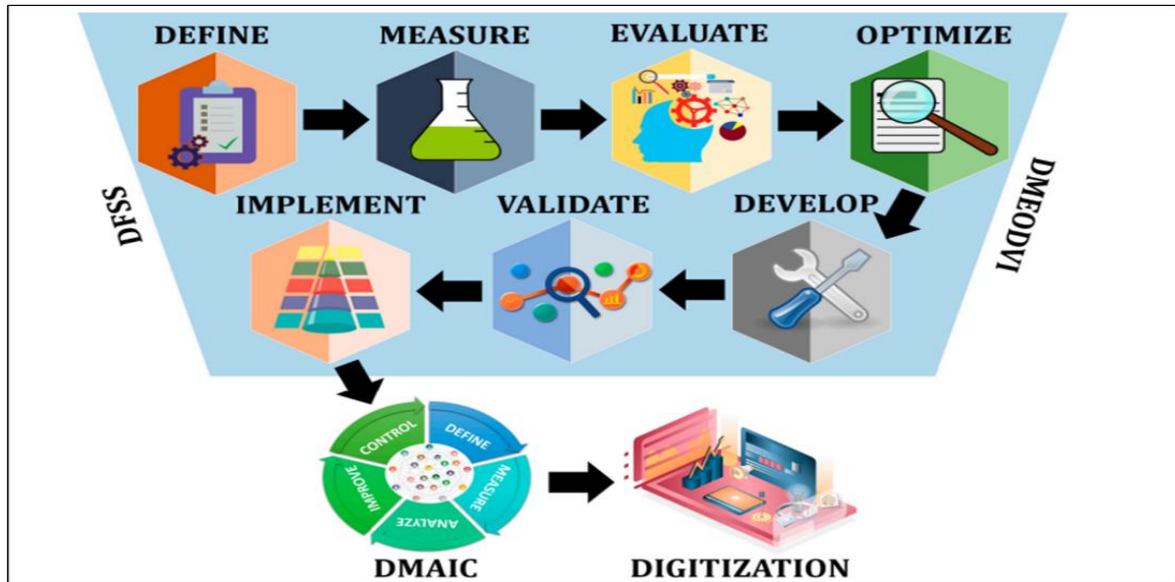 DEFINE
MEASURE
EVALUATE
OPTIMIZE
DFSS
DMEODVI
IMPLEMENT
VALIDATE
DEVELOP
CONTROL
DEFINE
MEASURE
ANALYZE
IMPROVE
DMAIC
DIGITIZATION